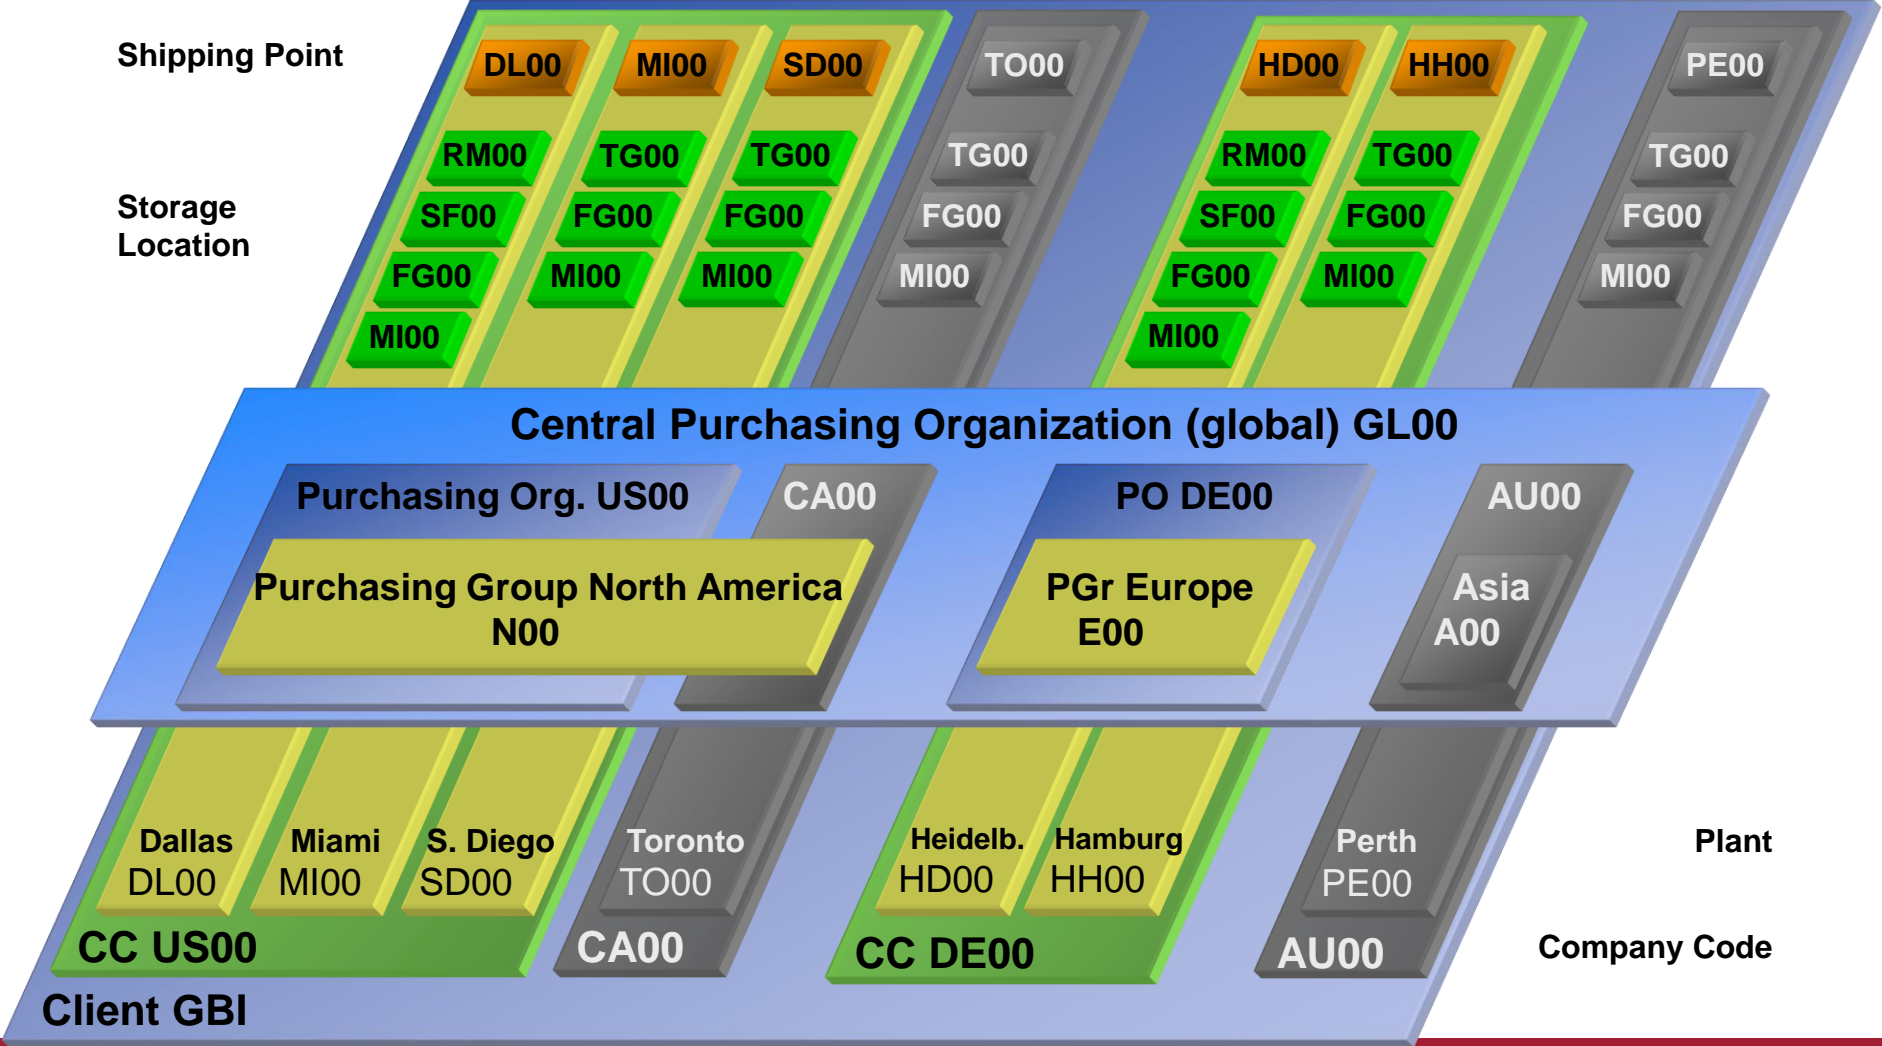 Shipping Point
DL00 MI00 SD00 TO00 HD00 HH00 PE00
RM00 TG00 TG00 TG00 RM00 TG00 TG00
Storage
Location
SF00 FG00 FG00 FG00 SF00 FG00 FG00
FG00 MI00 MI00 MI00 FG00 MI00 MI00
MI00 MI00
Central Purchasing Organization (global) GL00
Purchasing Org. US00 CA00 PO DE00 AU00
Purchasing Group North America
N00
PGr Europe
E00
Asia
A00
Dallas
DL00
Miami
MI00
S. Diego
SD00
Toronto
TO00
Heidelb.
HD00
Hamburg
HH00
Perth
PE00
Plant
CC US00 CA00 CC DE00 AU00
Company Code
Client GBI